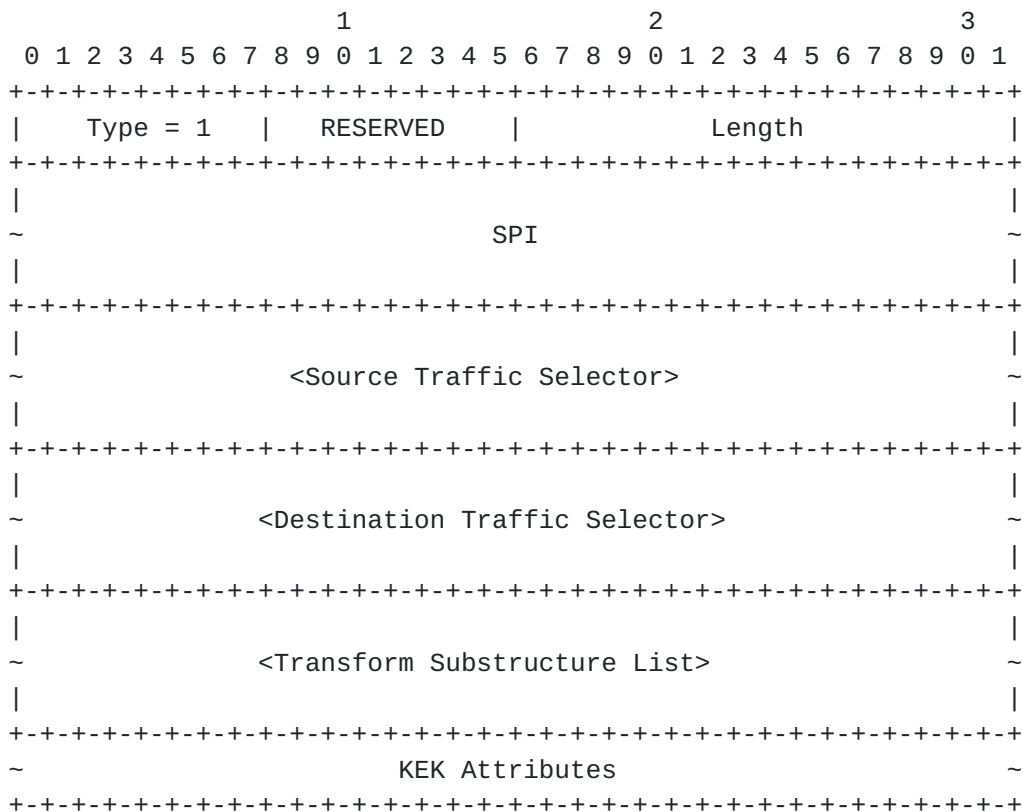 1                   2                   3
 0 1 2 3 4 5 6 7 8 9 0 1 2 3 4 5 6 7 8 9 0 1 2 3 4 5 6 7 8 9 0 1
+-+-+-+-+-+-+-+-+-+-+-+-+-+-+-+-+-+-+-+-+-+-+-+-+-+-+-+-+-+-+-+-+
|    Type = 1   |   RESERVED    |            Length             |
+-+-+-+-+-+-+-+-+-+-+-+-+-+-+-+-+-+-+-+-+-+-+-+-+-+-+-+-+-+-+-+-+
|                                                               |
~                              SPI                              ~
|                                                               |
+-+-+-+-+-+-+-+-+-+-+-+-+-+-+-+-+-+-+-+-+-+-+-+-+-+-+-+-+-+-+-+-+
|                                                               |
~                 <Source Traffic Selector>                     ~
|                                                               |
+-+-+-+-+-+-+-+-+-+-+-+-+-+-+-+-+-+-+-+-+-+-+-+-+-+-+-+-+-+-+-+-+
|                                                               |
~               <Destination Traffic Selector>                  ~
|                                                               |
+-+-+-+-+-+-+-+-+-+-+-+-+-+-+-+-+-+-+-+-+-+-+-+-+-+-+-+-+-+-+-+-+
|                                                               |
~               <Transform Substructure List>                   ~
|                                                               |
+-+-+-+-+-+-+-+-+-+-+-+-+-+-+-+-+-+-+-+-+-+-+-+-+-+-+-+-+-+-+-+-+
~                        KEK Attributes                         ~
+-+-+-+-+-+-+-+-+-+-+-+-+-+-+-+-+-+-+-+-+-+-+-+-+-+-+-+-+-+-+-+-+